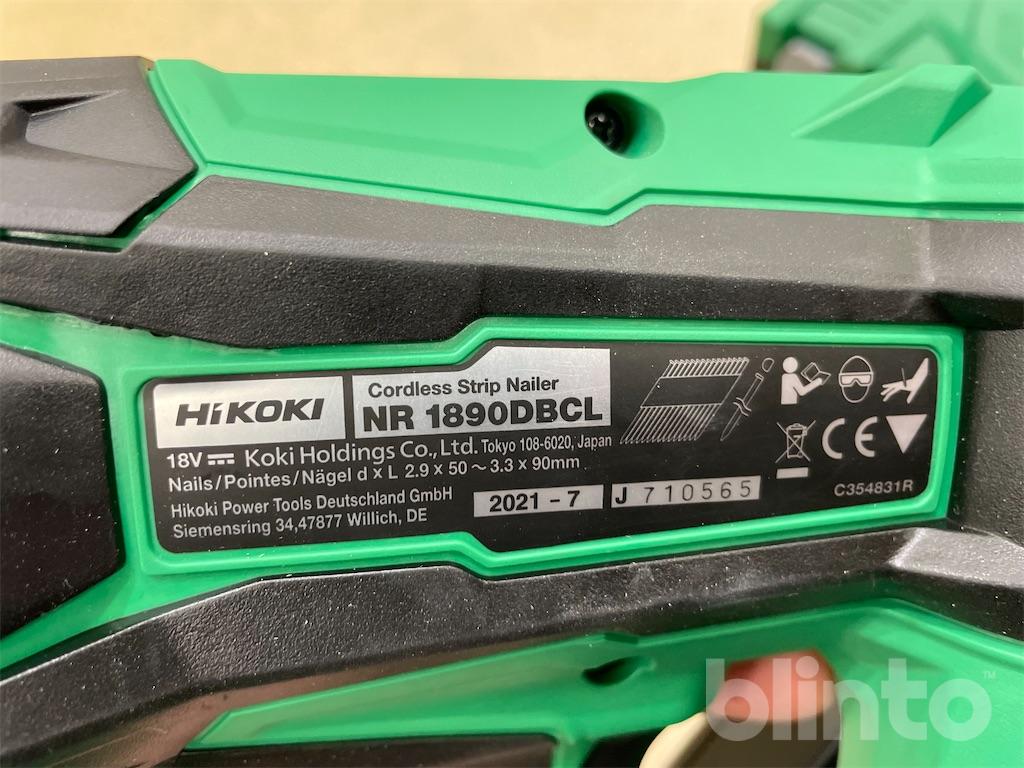 HiKOKI
Cordless Strip Nailer
NR 1890DBCL
18V ⎓ Koki Holdings Co., Ltd. Tokyo 108-6020, Japan
Nails/Pointes/Nägel d × L 2.9 × 50 ~ 3.3 × 90mm
Hikoki Power Tools Deutschland GmbH
Siemensring 34,47877 Willich, DE
2021 - 7
J 710565
CE
C354831R
blinto™